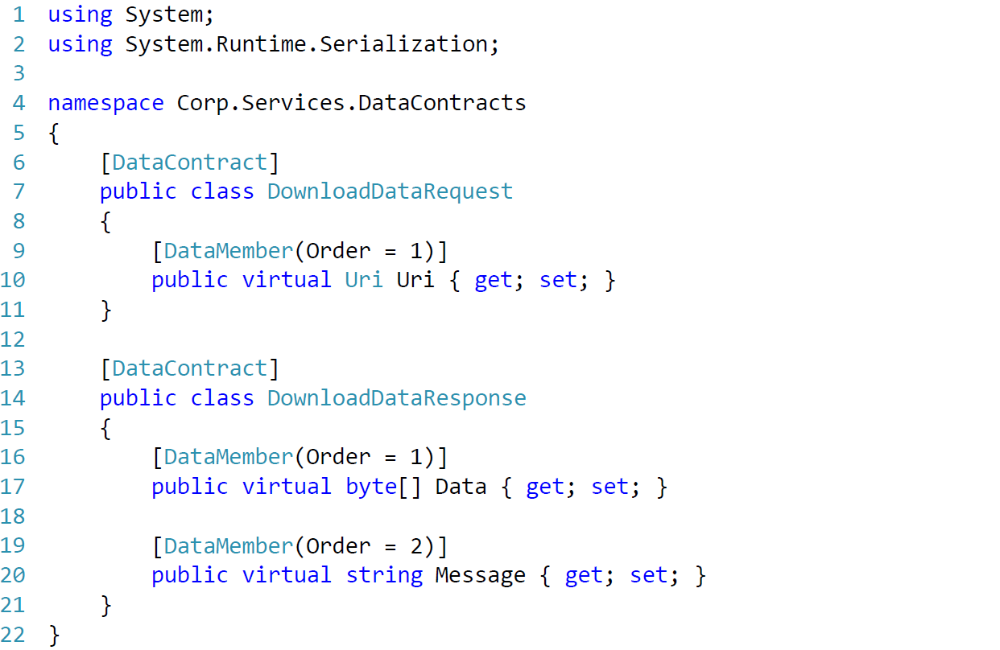 1 using System;
2 using System.Runtime.Serialization;
3
4 namespace Corp.Services.DataContracts
5 {
6     [DataContract]
7     public class DownloadDataRequest
8     {
9         [DataMember(Order = 1)]
10         public virtual Uri Uri { get; set; }
11     }
12
13     [DataContract]
14     public class DownloadDataResponse
15     {
16         [DataMember(Order = 1)]
17         public virtual byte[] Data { get; set; }
18
19         [DataMember(Order = 2)]
20         public virtual string Message { get; set; }
21     }
22 }